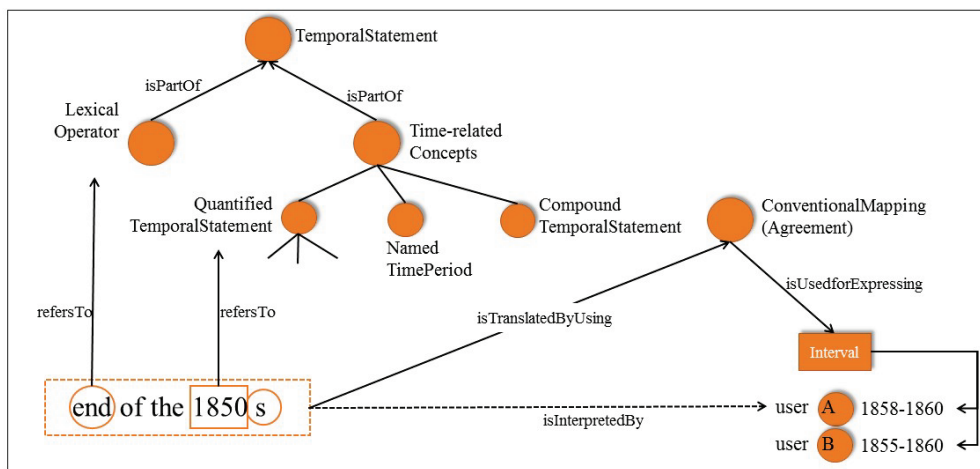 TemporalStatement
isPartOf
isPartOf
Lexical
Operator
Time-related
Concepts
Quantified
TemporalStatement
Named
TimePeriod
Compound
TemporalStatement
ConventionalMapping
(Agreement)
refersTo
refersTo
isTranslatedByUsing
isUsedforExpressing
Interval
end of the 1850 s
isInterpretedBy
user A 1858-1860
user B 1855-1860